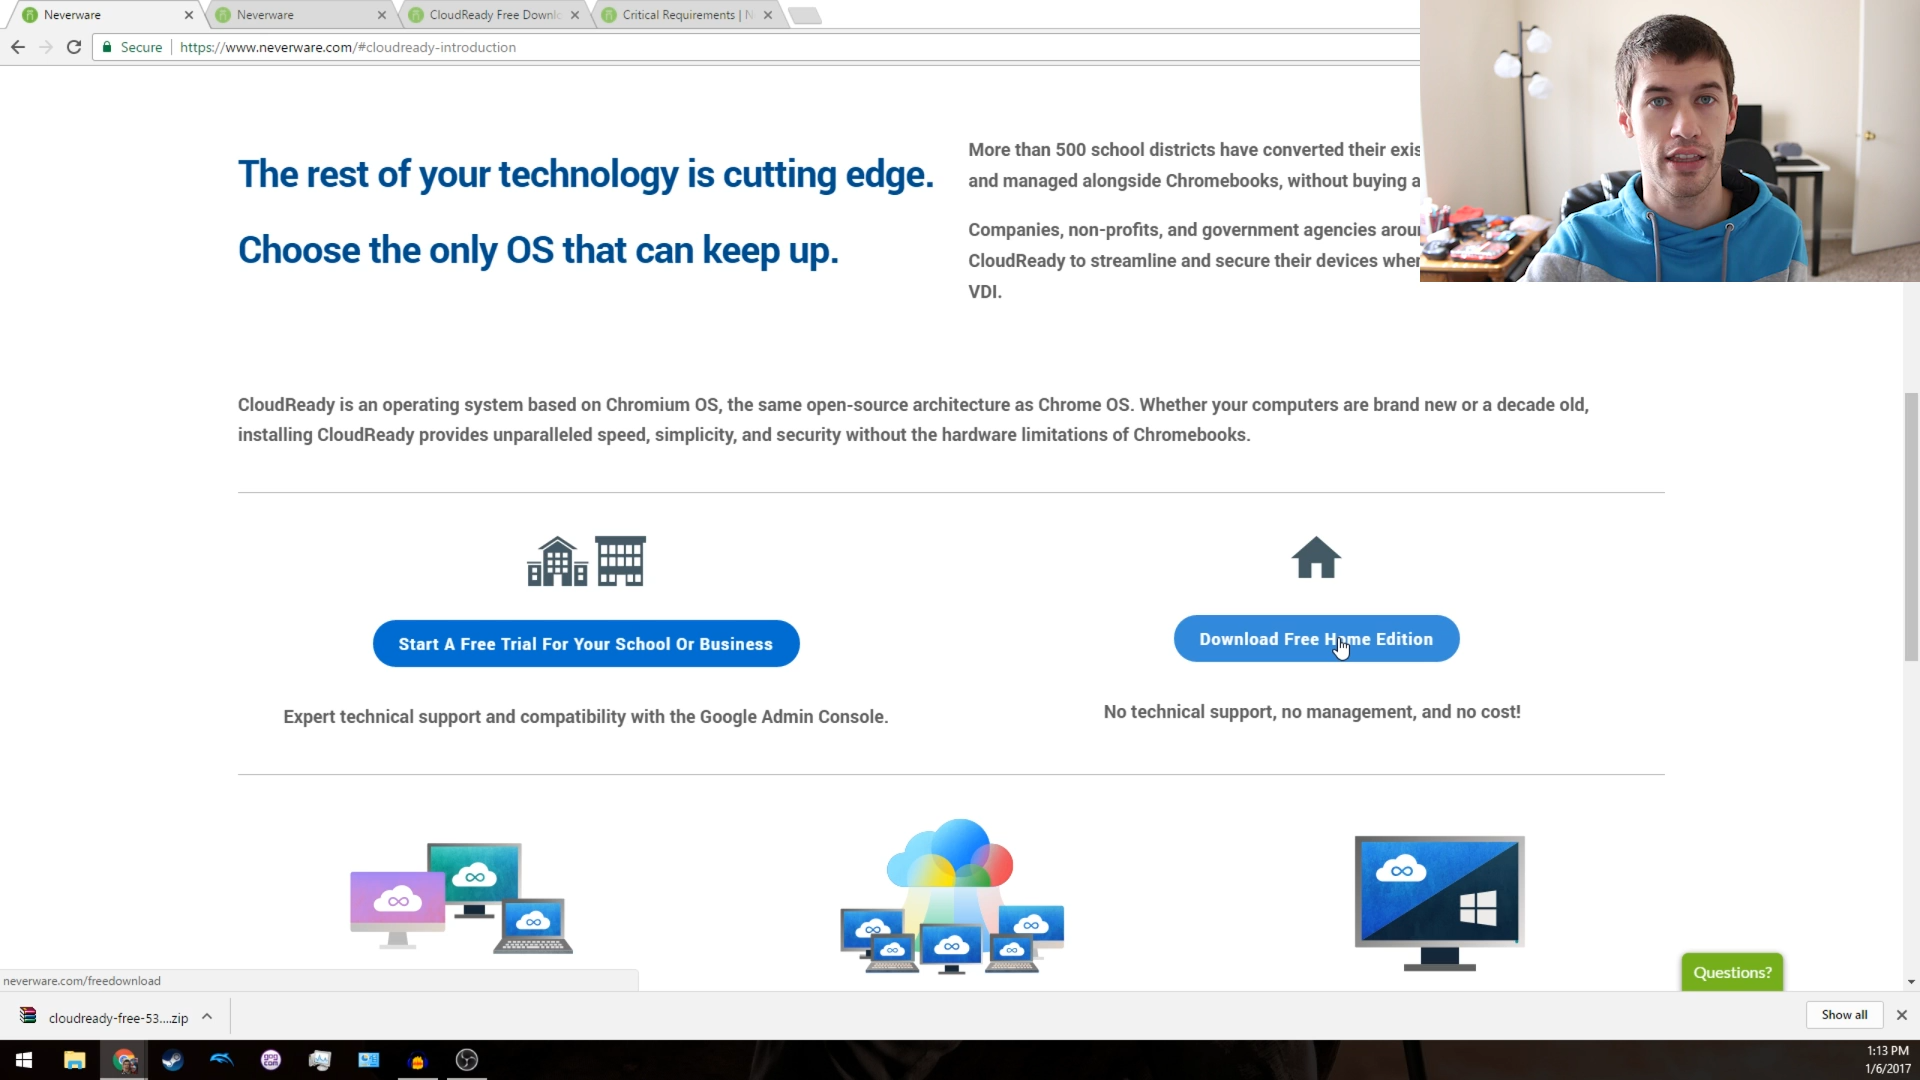 Neverware
Neverware
CloudReady Free Downlo
Critical Requirements | N
Secure
https://www.neverware.com/#cloudready-introduction
The rest of your technology is cutting edge.
Choose the only OS that can keep up.
More than 500 school districts have converted their exis
and managed alongside Chromebooks, without buying a
Companies, non-profits, and government agencies arou
CloudReady to streamline and secure their devices whe
VDI.
CloudReady is an operating system based on Chromium OS, the same open-source architecture as Chrome OS. Whether your computers are brand new or a decade old,
installing CloudReady provides unparalleled speed, simplicity, and security without the hardware limitations of Chromebooks.
Start A Free Trial For Your School Or Business
Download Free Home Edition
Expert technical support and compatibility with the Google Admin Console.
No technical support, no management, and no cost!
Questions?
neverware.com/freedownload
cloudready-free-53....zip
Show all
GOG
COM
1:13 PM
1/6/2017